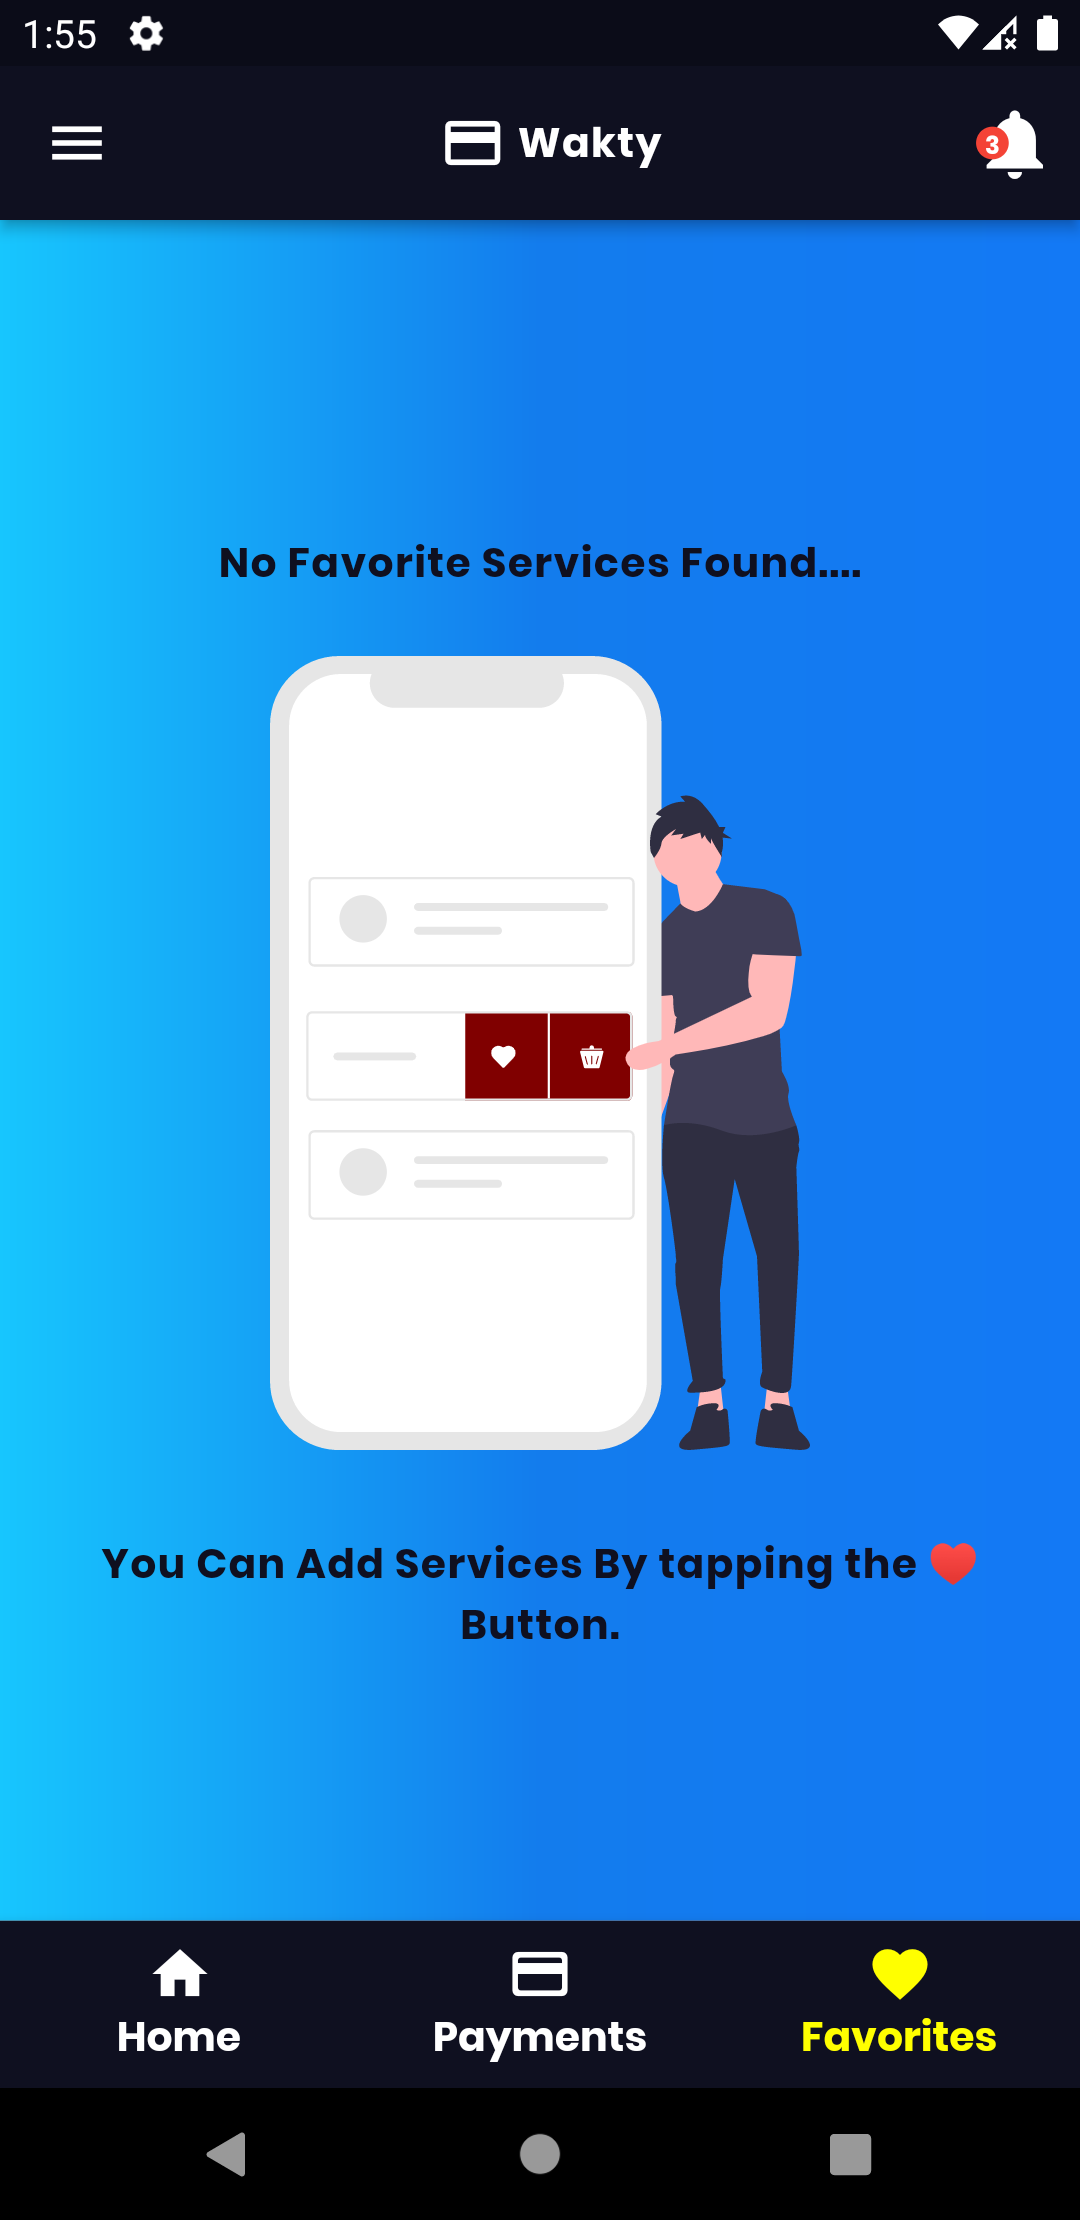 1:55
Wakty
3
No Favorite Services Found....
You Can Add Services By tapping the ❤️
Button.
Home
Payments
Favorites